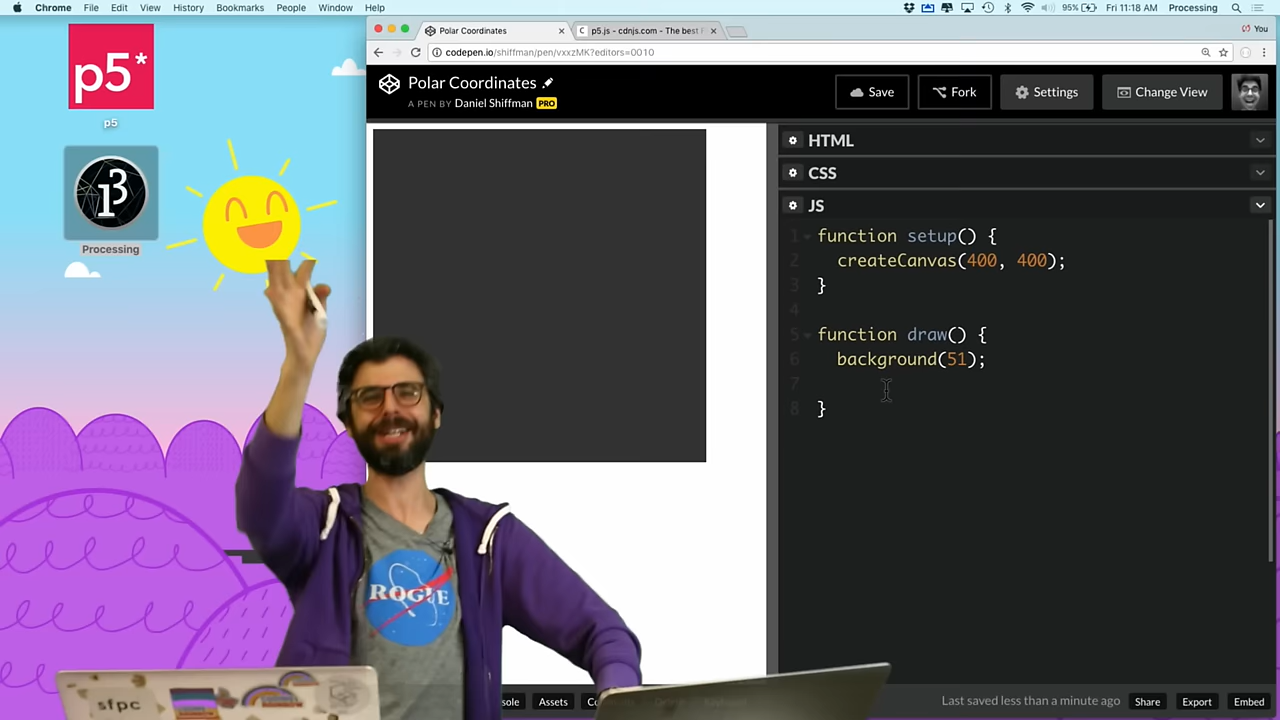 Chrome File Edit View History Bookmarks People Window Help 95% Fri 11:18 AM Processing
Polar Coordinates p5.js - cdnjs.com - The best F You
codepen.io/shiffman/pen/vxxzMK?editors=0010
p5*
p5
Processing
Polar Coordinates
A PEN BY Daniel Shiffman PRO
Save Fork Settings Change View
HTML
CSS
JS
1 function setup() {
2 createCanvas(400, 400);
3 }
4
5 function draw() {
6 background(51);
7
8 }
ROGUE
sfpc
sole Assets Co
Last saved less than a minute ago Share Export Embed